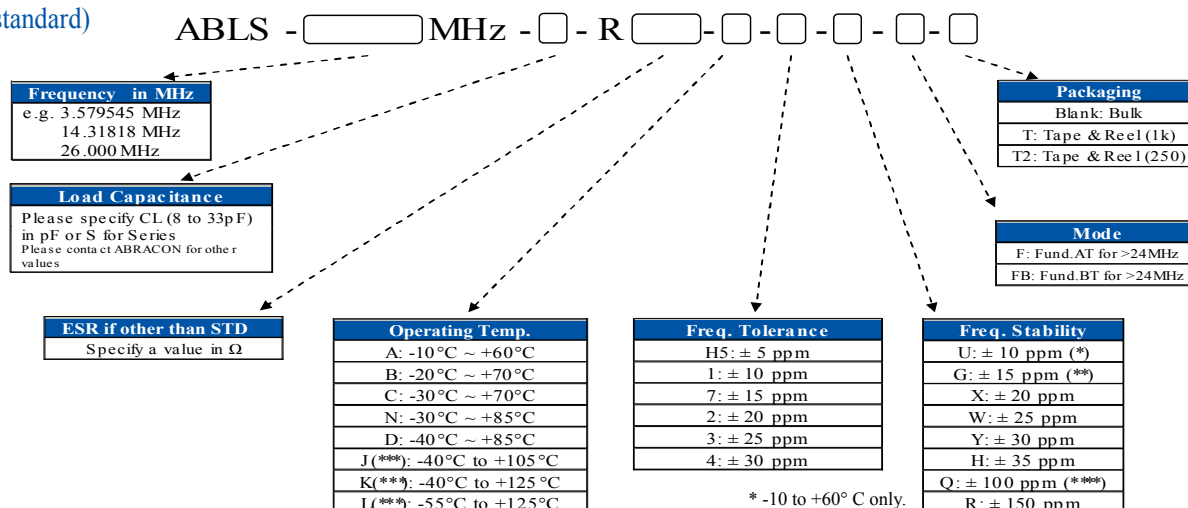 standard)
ABLS - MHz - - R - - - - -
Frequency in MHz
e.g. 3.579545 MHz
14.31818 MHz
26.000 MHz
Packaging
Blank: Bulk
T: Tape & Reel (1k)
T2: Tape & Reel (250)
Load Capacitance
Please specify CL (8 to 33pF)
in pF or S for Series
Please contact ABRACON for other
values
Mode
F: Fund.AT for >24MHz
FB: Fund.BT for >24MHz
ESR if other than STD
Specify a value in Ω
Operating Temp.
A: -10°C ~ +60°C
B: -20°C ~ +70°C
C: -30°C ~ +70°C
N: -30°C ~ +85°C
D: -40°C ~ +85°C
J(***): -40°C to +105°C
K(***): -40°C to +125°C
L(***): -55°C to +125°C
Freq. Tolerance
H5: ± 5 ppm
1: ± 10 ppm
7: ± 15 ppm
2: ± 20 ppm
3: ± 25 ppm
4: ± 30 ppm
* -10 to +60° C only.
Freq. Stability
U: ± 10 ppm (*)
G: ± 15 ppm (**)
X: ± 20 ppm
W: ± 25 ppm
Y: ± 30 ppm
H: ± 35 ppm
Q: ± 100 ppm (****)
R: ± 150 ppm